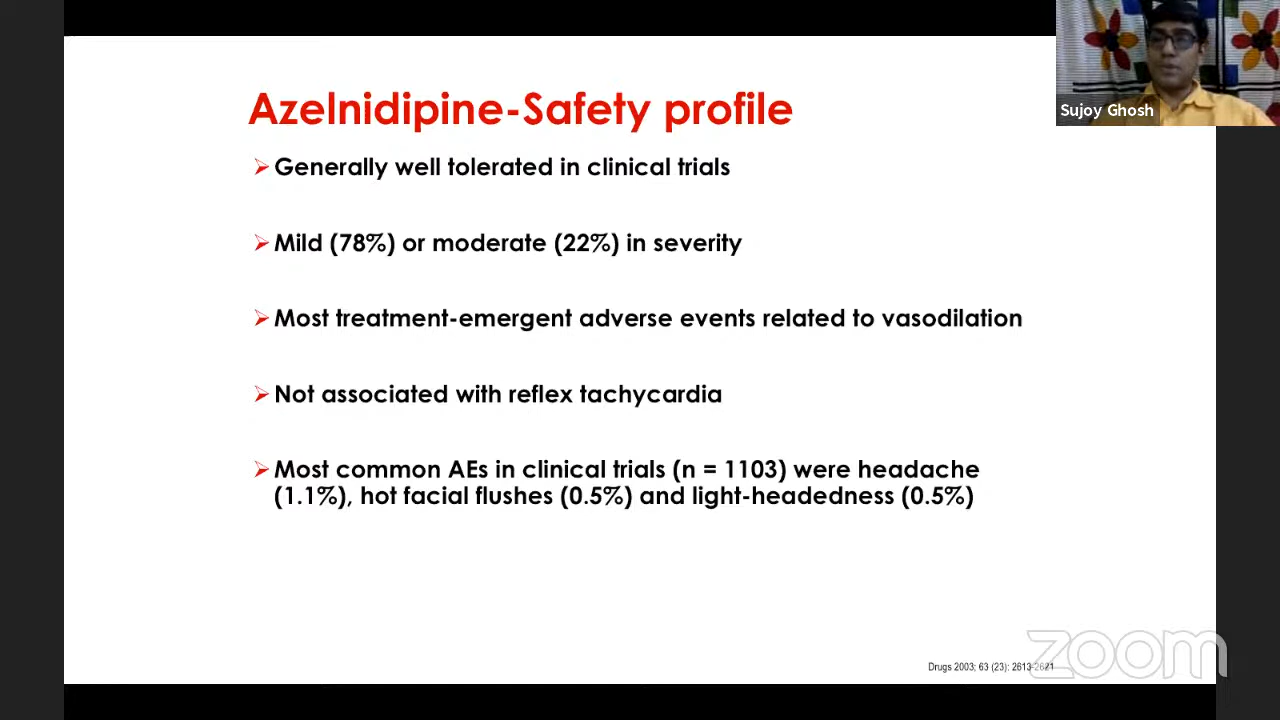 Azelnidipine-Safety profile
Generally well tolerated in clinical trials
Mild (78%) or moderate (22%) in severity
Most treatment-emergent adverse events related to vasodilation
Not associated with reflex tachycardia
Most common AEs in clinical trials (n = 1103) were headache
(1.1%), hot facial flushes (0.5%) and light-headedness (0.5%)
Sujoy Ghosh
Drugs 2003; 63 (23): 2613-2621
zoom